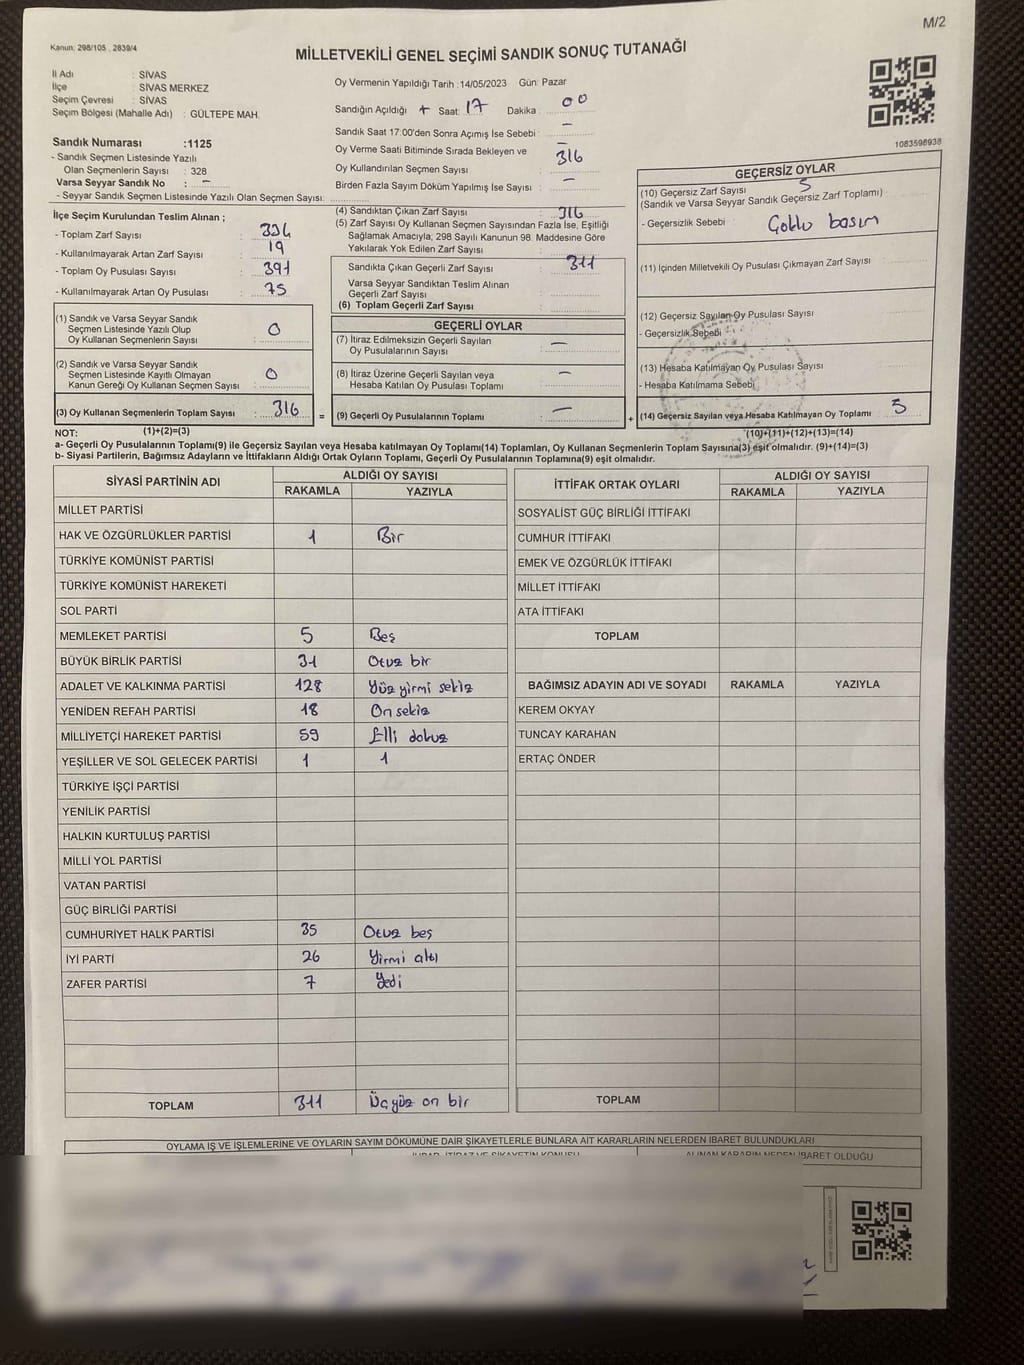 M/2
Kanun: 298/105 , 2839/4
MİLLETVEKİLİ GENEL SEÇİMİ SANDIK SONUÇ TUTANAĞI
İl Adı : SİVAS
İlçe : SİVAS MERKEZ
Seçim Çevresi : SİVAS
Seçim Bölgesi (Mahalle Adı) : GÜLTEPE MAH.
Sandık Numarası :1125
- Sandık Seçmen Listesinde Yazılı
Olan Seçmenlerin Sayısı : 328
Varsa Seyyar Sandık No : –
- Seyyar Sandık Seçmen Listesinde Yazılı Olan Seçmen Sayısı:
Oy Vermenin Yapıldığı Tarih :14/05/2023 Gün: Pazar
Sandığın Açıldığı Saat: 17 Dakika : 00
Sandık Saat 17:00'den Sonra Açımış İse Sebebi : –
Oy Verme Saati Bitiminde Sırada Bekleyen ve –
Oy Kullandırılan Seçmen Sayısı : 316
Birden Fazla Sayım Döküm Yapılmış İse Sayısı : –
1083598938
İlçe Seçim Kurulundan Teslim Alınan ;
- Toplam Zarf Sayısı : 334
- Kullanılmayarak Artan Zarf Sayısı : 19
- Toplam Oy Pusulası Sayısı : 391
- Kullanılmayarak Artan Oy Pusulası : 75
(4) Sandıktan Çıkan Zarf Sayısı : 316
(5) Zarf Sayısı Oy Kullanan Seçmen Sayısından Fazla İse, Eşitliği
Sağlamak Amacıyla; 298 Sayılı Kanunun 98. Maddesine Göre
Yakılarak Yok Edilen Zarf Sayısı :
Sandıkta Çıkan Geçerli Zarf Sayısı : 311
Varsa Seyyar Sandıktan Teslim Alınan
Geçerli Zarf Sayısı :
(6) Toplam Geçerli Zarf Sayısı :
GEÇERSİZ OYLAR
(10) Geçersiz Zarf Sayısı : 5
(Sandık ve Varsa Seyyar Sandık Geçersiz Zarf Toplamı)
- Geçersizlik Sebebi : Çoklu basım
(11) İçinden Milletvekili Oy Pusulası Çıkmayan Zarf Sayısı
(12) Geçersiz Sayılan Oy Pusulası Sayısı
- Geçersizlik Sebebi
(13) Hesaba Katılmayan Oy Pusulası Sayısı
- Hesaba Katılmama Sebebi
(14) Geçersiz Sayılan veya Hesaba Katılmayan Oy Toplamı 5
(10)+(11)+(12)+(13)=(14)
(1) Sandık ve Varsa Seyyar Sandık
Seçmen Listesinde Yazılı Olup
Oy Kullanan Seçmenlerin Sayısı : 0
(2) Sandık ve Varsa Seyyar Sandık
Seçmen Listesinde Kayıtlı Olmayan
Kanun Gereği Oy Kullanan Seçmen Sayısı : 0
(3) Oy Kullanan Seçmenlerin Toplam Sayısı : 316 =
(1)+(2)=(3)
GEÇERLİ OYLAR
(7) İtiraz Edilmeksizin Geçerli Sayılan
Oy Pusulalarının Sayısı : –
(8) İtiraz Üzerine Geçerli Sayılan veya
Hesaba Katılan Oy Pusulası Toplamı : –
(9) Geçerli Oy Pusulalarının Toplamı : – +
NOT:
a- Geçerli Oy Pusulalarının Toplamı(9) ile Geçersiz Sayılan veya Hesaba katılmayan Oy Toplamı(14) Toplamları, Oy Kullanan Seçmenlerin Toplam Sayısına(3) eşit olmalıdır. (9)+(14)=(3)
b- Siyasi Partilerin, Bağımsız Adayların ve İttifakların Aldığı Ortak Oyların Toplamı, Geçerli Oy Pusulalarının Toplamına(9) eşit olmalıdır.
SİYASİ PARTİNİN ADI ALDIĞI OY SAYISI
RAKAMLA YAZIYLA
MİLLET PARTİSİ
HAK VE ÖZGÜRLÜKLER PARTİSİ 1 Bir
TÜRKİYE KOMÜNİST PARTİSİ
TÜRKİYE KOMÜNİST HAREKETİ
SOL PARTİ
MEMLEKET PARTİSİ 5 Beş
BÜYÜK BİRLİK PARTİSİ 31 Otuz bir
ADALET VE KALKINMA PARTİSİ 128 Yüz yirmi sekiz
YENİDEN REFAH PARTİSİ 18 On sekiz
MİLLİYETÇİ HAREKET PARTİSİ 59 Elli dokuz
YEŞİLLER VE SOL GELECEK PARTİSİ 1 1
TÜRKİYE İŞÇİ PARTİSİ
YENİLİK PARTİSİ
HALKIN KURTULUŞ PARTİSİ
MİLLİ YOL PARTİSİ
VATAN PARTİSİ
GÜÇ BİRLİĞİ PARTİSİ
CUMHURİYET HALK PARTİSİ 35 Otuz beş
İYİ PARTİ 26 Yirmi altı
ZAFER PARTİSİ 7 Yedi
TOPLAM 311 Üçyüz on bir
İTTİFAK ORTAK OYLARI ALDIĞI OY SAYISI
RAKAMLA YAZIYLA
SOSYALİST GÜÇ BİRLİĞİ İTTİFAKI
CUMHUR İTTİFAKI
EMEK VE ÖZGÜRLÜK İTTİFAKI
MİLLET İTTİFAKI
ATA İTTİFAKI
TOPLAM
BAĞIMSIZ ADAYIN ADI VE SOYADI RAKAMLA YAZIYLA
KEREM OKYAY
TUNCAY KARAHAN
ERTAÇ ÖNDER
TOPLAM
OYLAMA İŞ VE İŞLEMLERİNE VE OYLARIN SAYIM DÖKÜMÜNE DAİR ŞİKAYETLERLE BUNLARA AİT KARARLARIN NELERDEN İBARET BULUNDUKLARI
ALINAN KARARIN NEDEN İBARET OLDUĞU